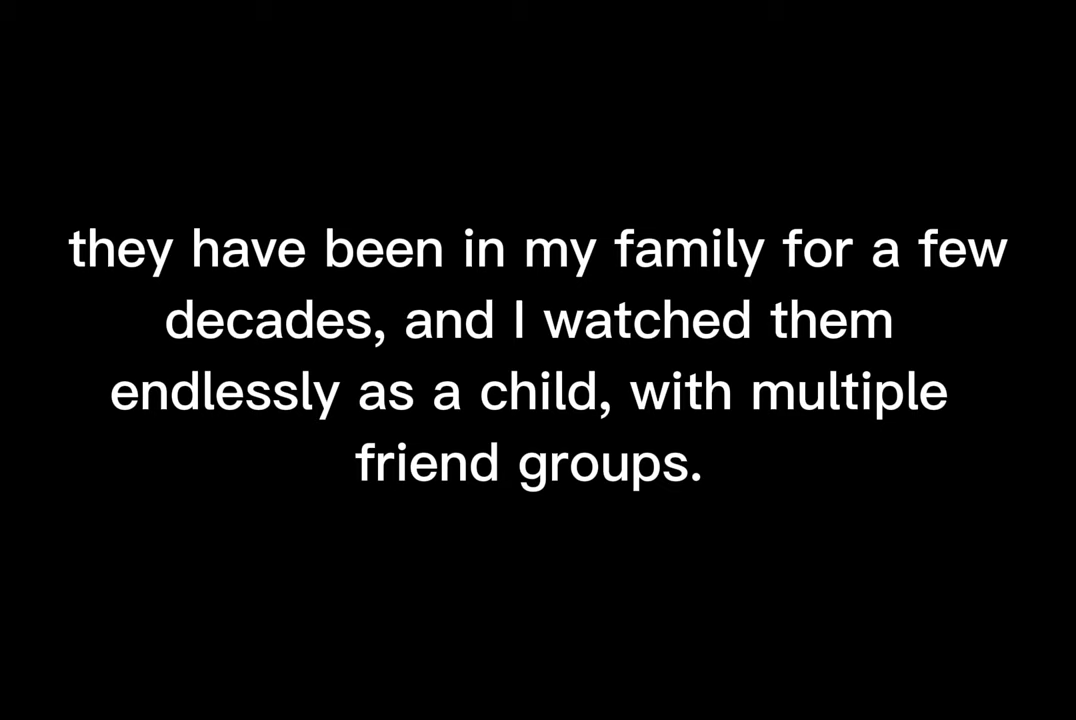 they have been in my family for a few
decades, and I watched them
endlessly as a child, with multiple
friend groups.